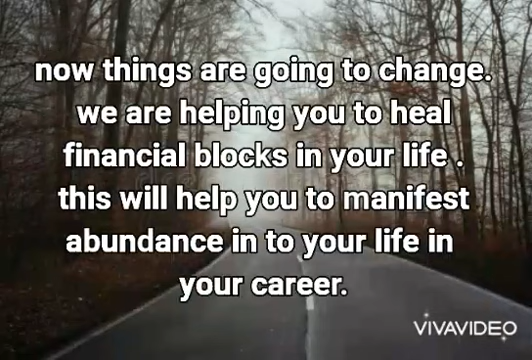 now things are going to change.
we are helping you to heal
financial blocks in your life .
this will help you to manifest
abundance in to your life in
your career.
VIVAVIDEO